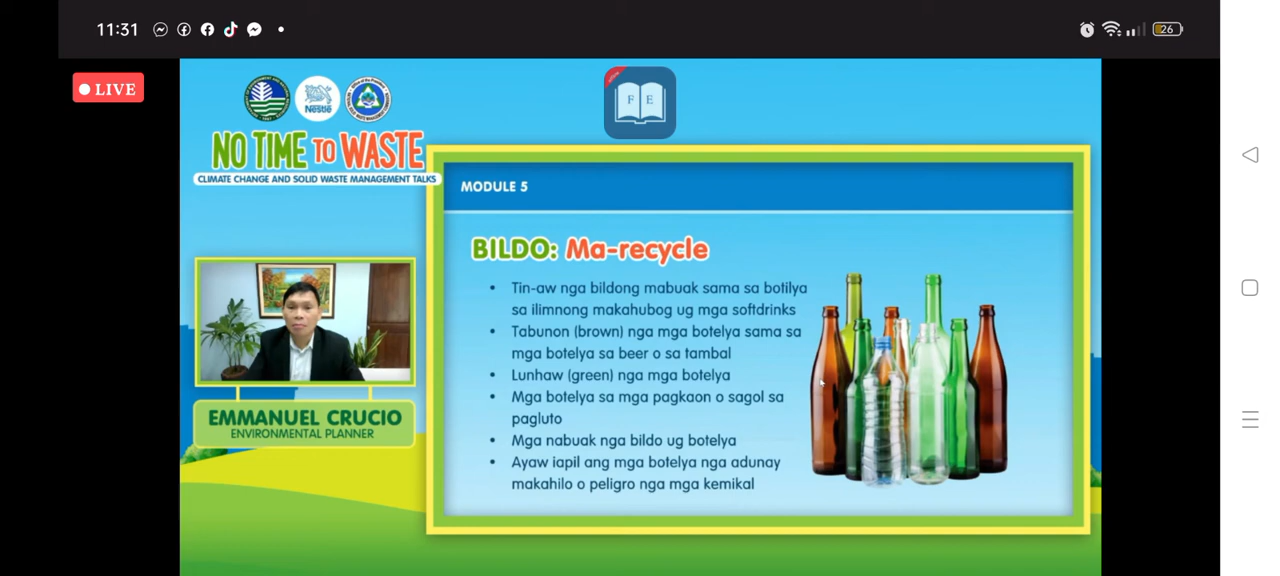 11:31
26
LIVE
Nestlé
NO TIME TO WASTE
CLIMATE CHANGE AND SOLID WASTE MANAGEMENT TALKS
F E
MODULE 5
BILDO: Ma-recycle
• Tin-aw nga bildong mabuak sama sa botilya
sa ilimnong makahubog ug mga softdrinks
• Tabunon (brown) nga mga botelya sama sa
mga botelya sa beer o sa tambal
• Lunhaw (green) nga mga botelya
• Mga botelya sa mga pagkaon o sagol sa
pagluto
• Mga nabuak nga bildo ug botelya
• Ayaw iapil ang mga botelya nga adunay
makahilo o peligro nga mga kemikal
EMMANUEL CRUCIO
ENVIRONMENTAL PLANNER